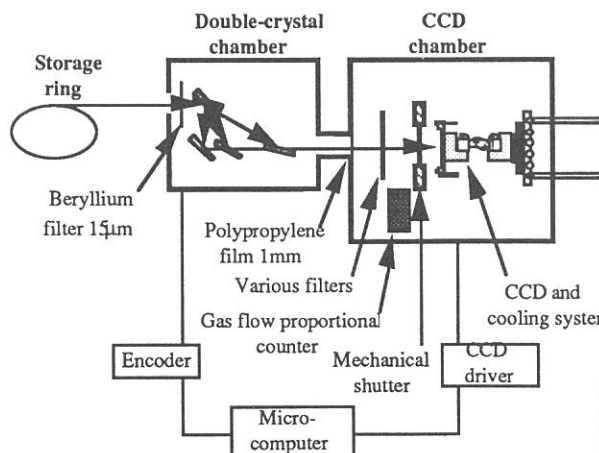 Double-crystal
chamber
CCD
chamber
Storage
ring
Beryllium
filter 15µm
Polypropylene
film 1mm
Various filters
Gas flow proportional
counter
Mechanical
shutter
CCD and
cooling system
Encoder
CCD
driver
Micro-
computer